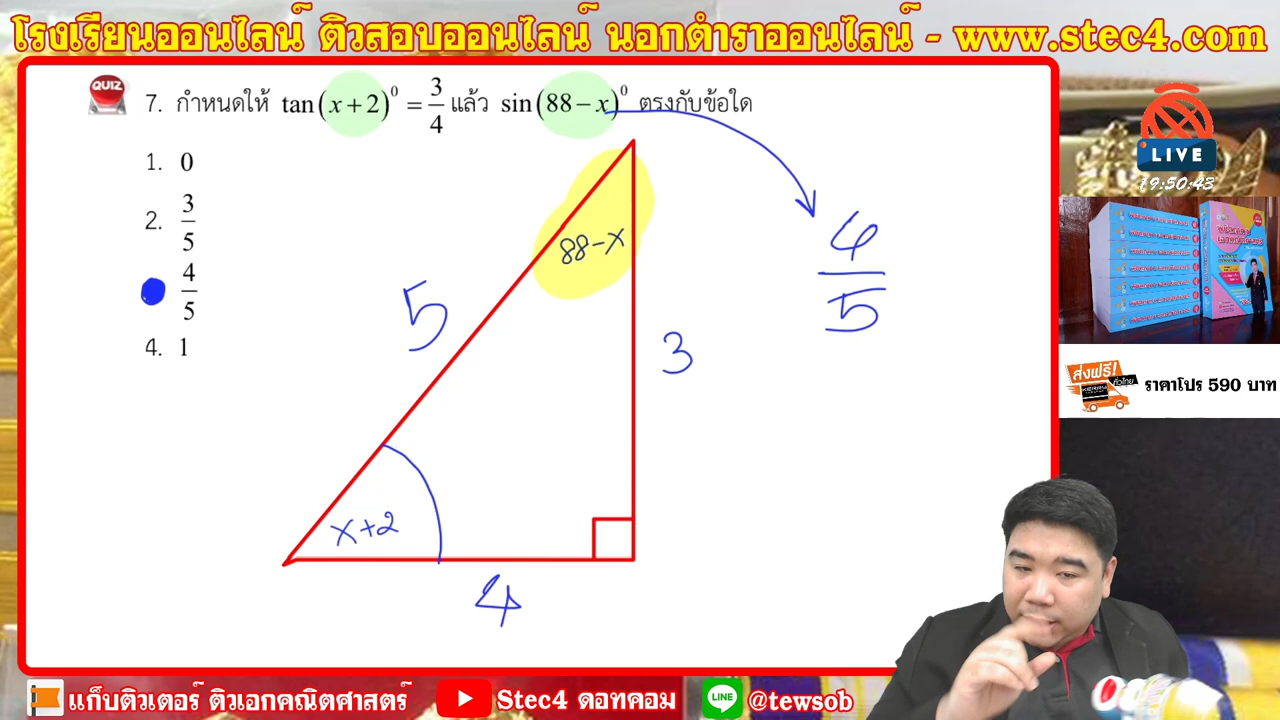 โรงเรียนออนไลน์ ติวสอบออนไลน์ นอกตำราออนไลน์ - www.stec4.com
QUIZ
7. กำหนดให้ tan(x+2)⁰ = 3/4 แล้ว sin(88−x)⁰ ตรงกับข้อใด
1. 0
2. 3/5
4/5
4. 1
88-x
5
3
x+2
4
4/5
LIVE
19:50:43
ส่งฟรี!
ทั่วไทย
ราคาโปร 590 บาท
แก็บติวเตอร์ ติวเอกคณิตศาสตร์
Stec4 ดอทคอม
LINE
@tewsob